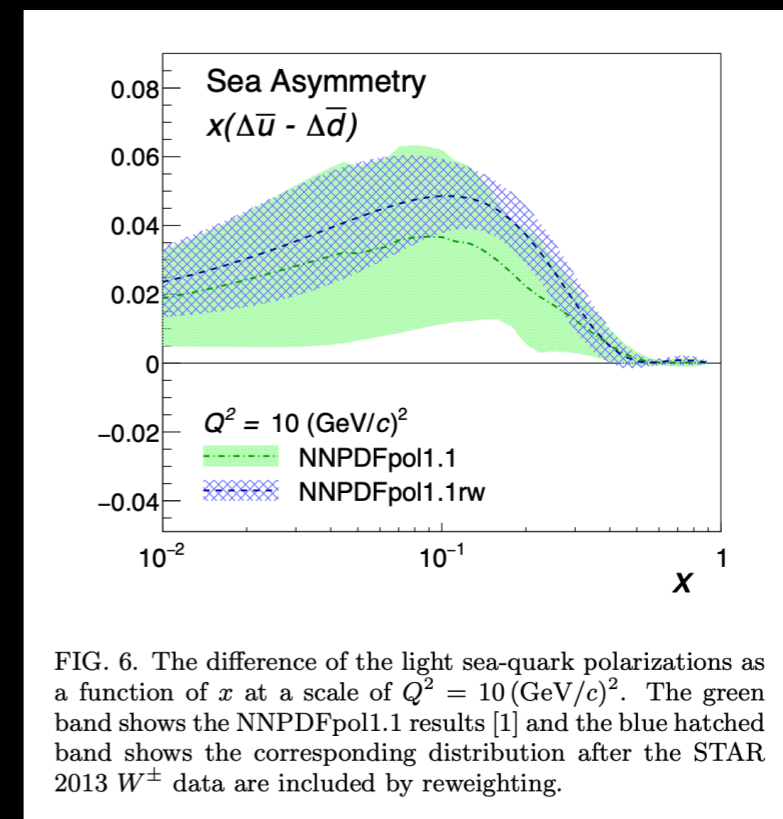 Sea Asymmetry
x(Δu̅ - Δd̅)
0.08
0.06
0.04
0.02
0
−0.02
−0.04
Q² = 10 (GeV/c)²
NNPDFpol1.1
NNPDFpol1.1rw
10⁻²
10⁻¹
1
x
FIG. 6. The difference of the light sea-quark polarizations as
a function of x at a scale of Q² = 10 (GeV/c)². The green
band shows the NNPDFpol1.1 results [1] and the blue hatched
band shows the corresponding distribution after the STAR
2013 W± data are included by reweighting.